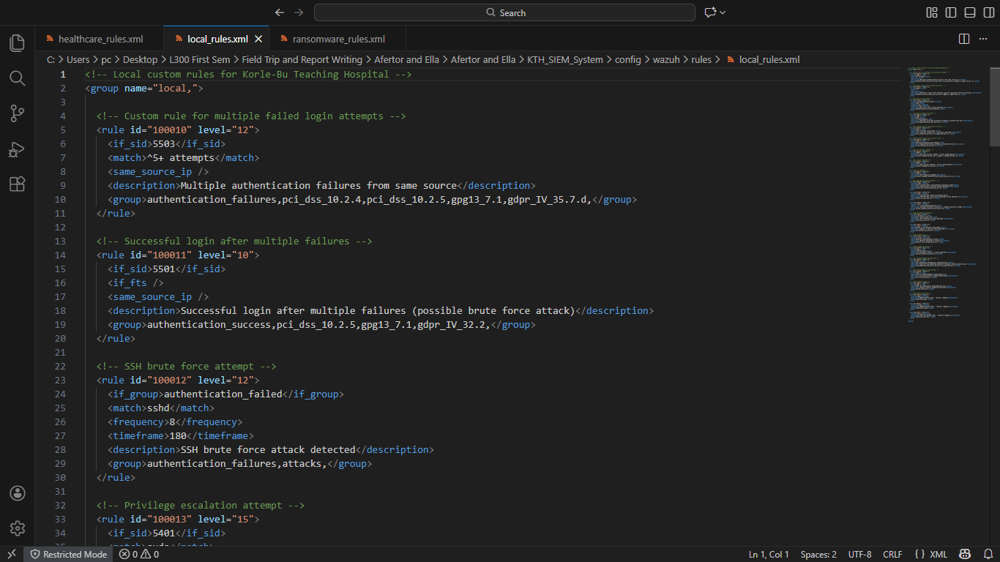 Search
healthcare_rules.xml
local_rules.xml
ransomware_rules.xml
C: > Users > pc > Desktop > L300 First Sem > Field Trip and Report Writing > Afertor and Ella > Afertor and Ella > KTH_SIEM_System > config > wazuh > rules > local_rules.xml
1 <!-- Local custom rules for Korle-Bu Teaching Hospital -->
2 <group name="local,">
3
4 <!-- Custom rule for multiple failed login attempts -->
5 <rule id="100010" level="12">
6 <if_sid>5503</if_sid>
7 <match>^5+ attempts</match>
8 <same_source_ip />
9 <description>Multiple authentication failures from same source</description>
10 <group>authentication_failures,pci_dss_10.2.4,pci_dss_10.2.5,gpg13_7.1,gdpr_IV_35.7.d,</group>
11 </rule>
12
13 <!-- Successful login after multiple failures -->
14 <rule id="100011" level="10">
15 <if_sid>5501</if_sid>
16 <if_fts />
17 <same_source_ip />
18 <description>Successful login after multiple failures (possible brute force attack)</description>
19 <group>authentication_success,pci_dss_10.2.5,gpg13_7.1,gdpr_IV_32.2,</group>
20 </rule>
21
22 <!-- SSH brute force attempt -->
23 <rule id="100012" level="12">
24 <if_group>authentication_failed</if_group>
25 <match>sshd</match>
26 <frequency>8</frequency>
27 <timeframe>180</timeframe>
28 <description>SSH brute force attack detected</description>
29 <group>authentication_failures,attacks,</group>
30 </rule>
31
32 <!-- Privilege escalation attempt -->
33 <rule id="100013" level="15">
34 <if_sid>5401</if_sid>
Restricted Mode 0 0 Ln 1, Col 1 Spaces: 2 UTF-8 CRLF { } XML